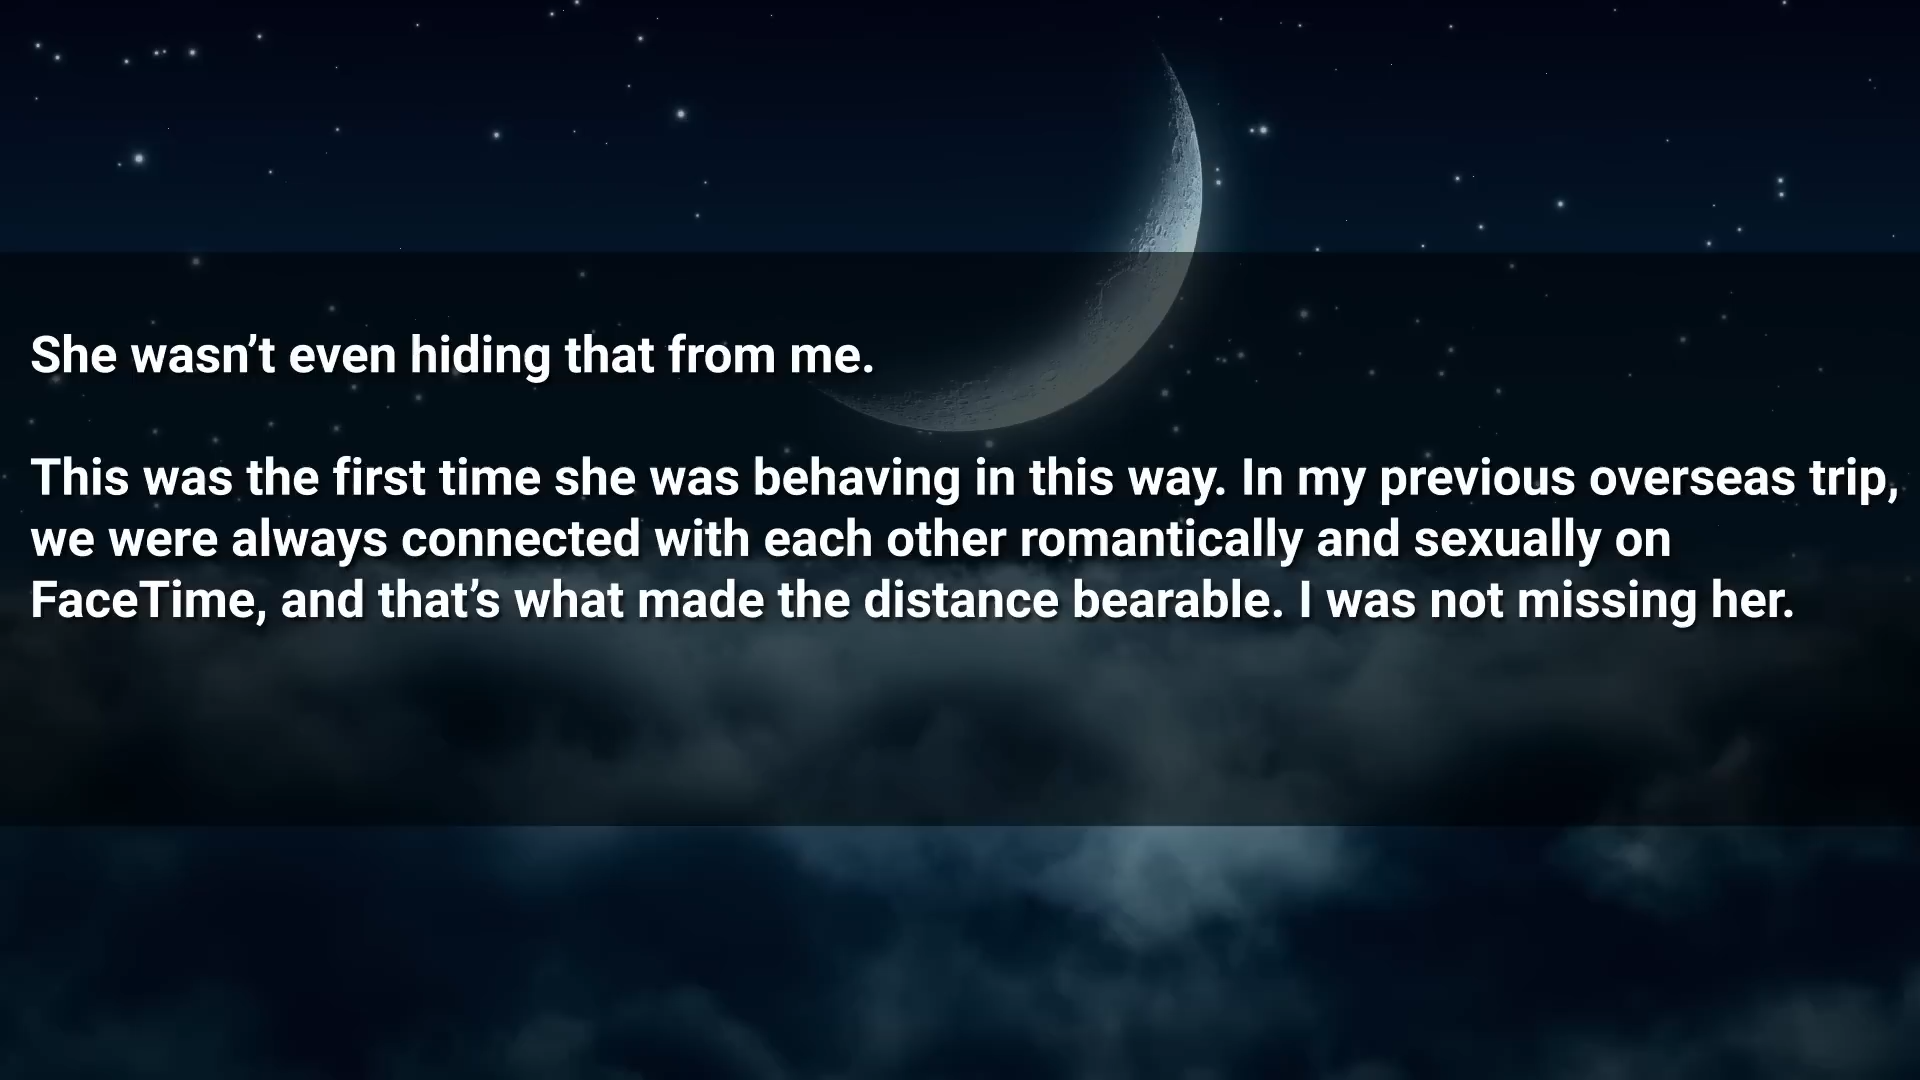 She wasn’t even hiding that from me.
This was the first time she was behaving in this way. In my previous overseas trip,
we were always connected with each other romantically and sexually on
FaceTime, and that’s what made the distance bearable. I was not missing her.